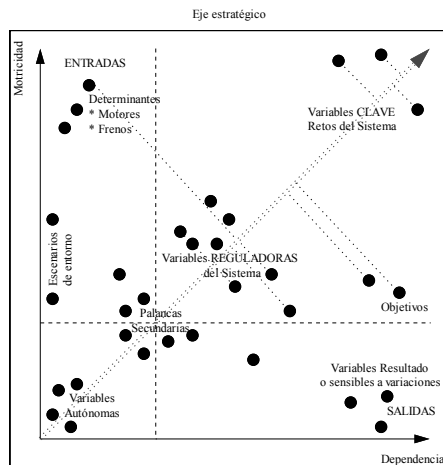 Eje estratégico
Motricidad
ENTRADAS
Determinantes
* Motores
* Frenos
Variables CLAVE
Retos del Sistema
Escenarios
de entorno
Variables REGULADORAS
del Sistema
Palancas
Secundarias
Objetivos
Variables
Autónomas
Variables Resultado
o sensibles a variaciones
SALIDAS
Dependencia